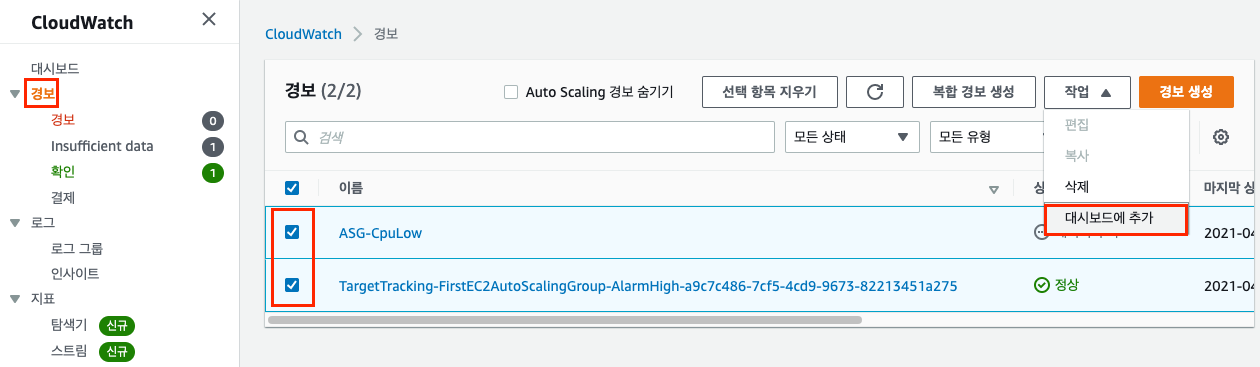 CloudWatch
대시보드
경보
경보 0
Insufficient data 1
확인 1
결제
로그
로그 그룹
인사이트
지표
탐색기 신규
스트림 신규
CloudWatch 경보
경보 (2/2) Auto Scaling 경보 숨기기 선택 항목 지우기 복합 경보 생성 작업 경보 생성
검색 모든 상태 모든 유형
편집
복사
삭제
대시보드에 추가
이름 마지막 상
ASG-CpuLow 2021-04
TargetTracking-FirstEC2AutoScalingGroup-AlarmHigh-a9c7c486-7cf5-4cd9-9673-82213451a275 정상 2021-04